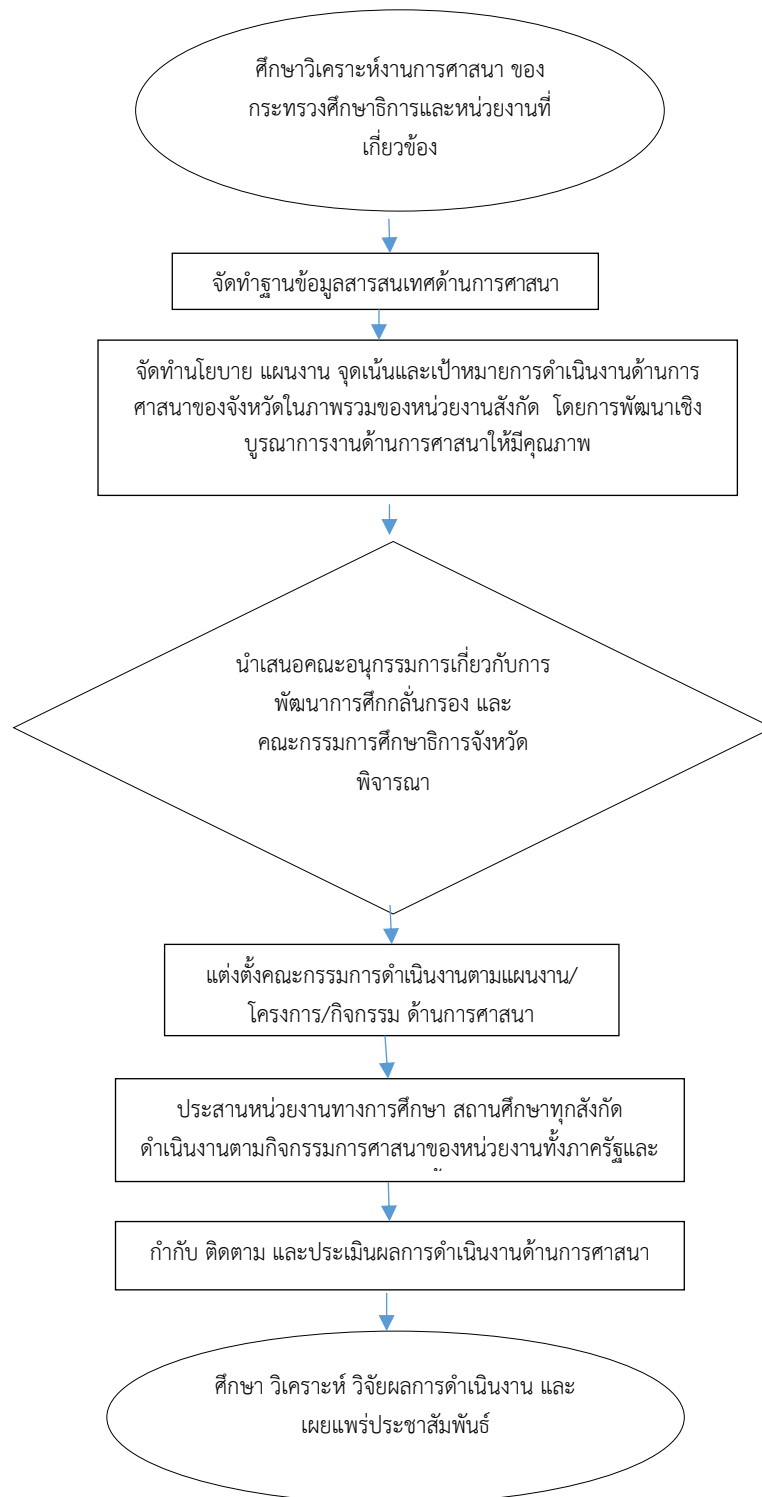 ศึกษาวิเคราะห์งานการศาสนา ของ
กระทรวงศึกษาธิการและหน่วยงานที่
เกี่ยวข้อง
จัดทำฐานข้อมูลสารสนเทศด้านการศาสนา
จัดทำนโยบาย แผนงาน จุดเน้นและเป้าหมายการดำเนินงานด้านการ
ศาสนาของจังหวัดในภาพรวมของหน่วยงานสังกัด โดยการพัฒนาเชิง
บูรณาการงานด้านการศาสนาให้มีคุณภาพ
นำเสนอคณะอนุกรรมการเกี่ยวกับการ
พัฒนาการศึกกลั่นกรอง และ
คณะกรรมการศึกษาธิการจังหวัด
พิจารณา
แต่งตั้งคณะกรรมการดำเนินงานตามแผนงาน/
โครงการ/กิจกรรม ด้านการศาสนา
ประสานหน่วยงานทางการศึกษา สถานศึกษาทุกสังกัด
ดำเนินงานตามกิจกรรมการศาสนาของหน่วยงานทั้งภาครัฐและ
กำกับ ติดตาม และประเมินผลการดำเนินงานด้านการศาสนา
ศึกษา วิเคราะห์ วิจัยผลการดำเนินงาน และ
เผยแพร่ประชาสัมพันธ์